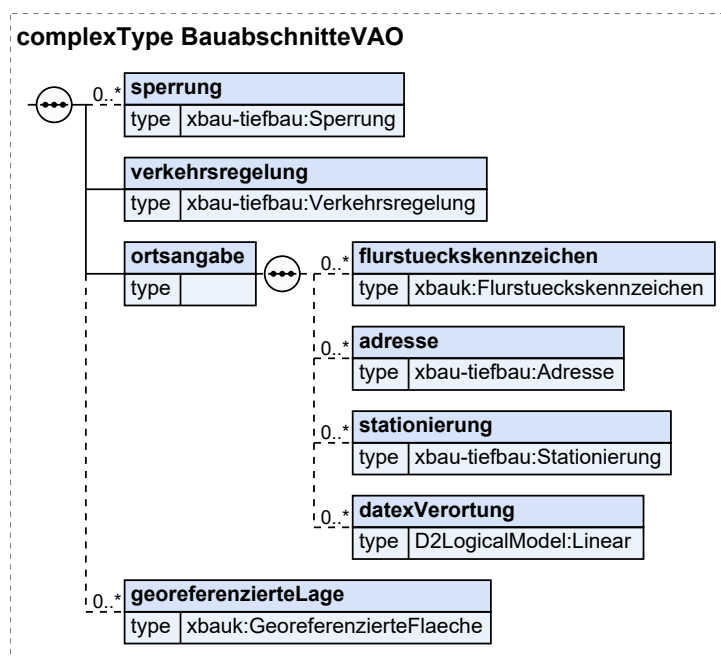 complexType BauabschnitteVAO
0..* sperrung
type xbau-tiefbau:Sperrung
verkehrsregelung
type xbau-tiefbau:Verkehrsregelung
ortsangabe
type
0..* flurstueckskennzeichen
type xbauk:Flurstueckskennzeichen
0..* adresse
type xbau-tiefbau:Adresse
0..* stationierung
type xbau-tiefbau:Stationierung
0..* datexVerortung
type D2LogicalModel:Linear
0..* georeferenzierteLage
type xbauk:GeoreferenzierteFlaeche